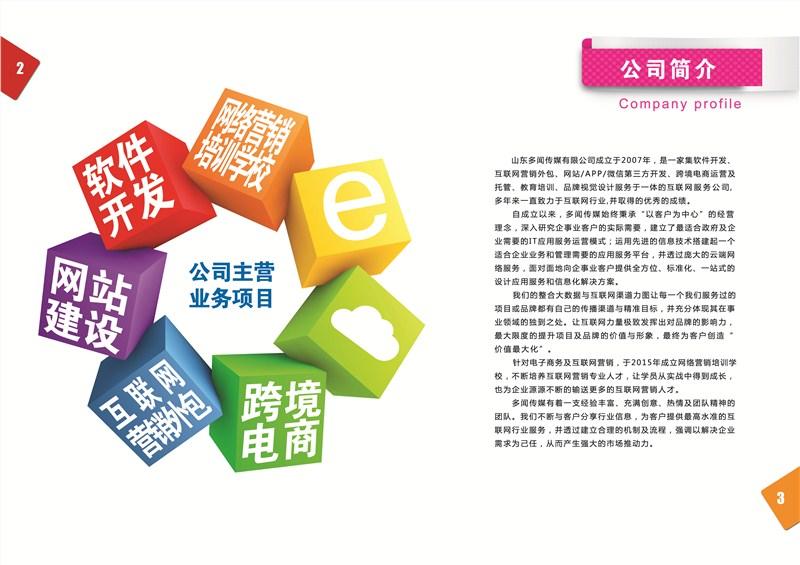 2
软件
开发
网络营销
培训学校
e
网站
建设
公司主营
业务项目
互联网
营销外包
跨境
电商
公司简介
Company profile
山东多闻传媒有限公司成立于2007年，是一家集软件开发、
互联网营销外包、网站/APP/微信第三方开发、跨境电商运营及
托管、教育培训、品牌视觉设计服务于一体的互联网服务公司,
多年来一直致力于互联网行业,并取得的优秀的成绩。
自成立以来，多闻传媒始终秉承“以客户为中心”的经营
理念，深入研究企事业客户的实际需要，建立了最适合政府及企
业需要的IT应用服务运营模式；运用先进的信息技术搭建起一个
适合企业业务和管理需要的应用服务平台，并透过庞大的云端网
络服务，面对面地向企事业客户提供全方位、标准化、一站式的
设计应用服务和信息化解决方案。
我们的整合大数据与互联网渠道力图让每一个我们服务过的
项目或品牌都有自己的传播渠道与精准目标，并充分体现其在事
业领域的独到之处。让互联网力量极致发挥出对品牌的影响力，
最大限度的提升项目及品牌的价值与形象，最终为客户创造“
价值最大化”。
针对电子商务及互联网营销，于2015年成立网络营销培训学
校，不断培养互联网营销专业人才，让学员从实战中得到成长，
也为企业源源不断的输送更多的互联网营销人才。
多闻传媒有着一支经验丰富、充满创意、热情及团队精神的
团队。我们不断与客户分享行业信息，为客户提供最高水准的互
联网行业服务，并透过建立合理的机制及流程，强调以解决企业
需求为己任，从而产生强大的市场推动力。
3